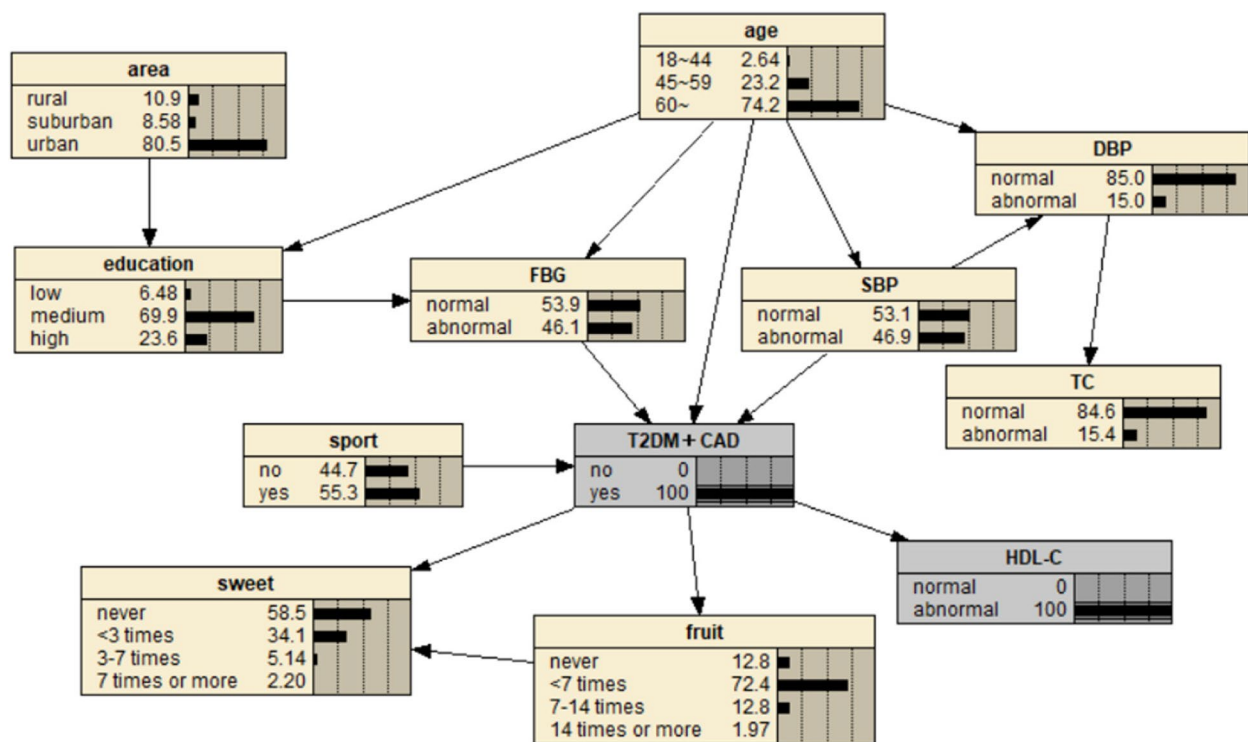 age
18~44 2.64
45~59 23.2
60~ 74.2
area
rural 10.9
suburban 8.58
urban 80.5
DBP
normal 85.0
abnormal 15.0
education
low 6.48
medium 69.9
high 23.6
FBG
normal 53.9
abnormal 46.1
SBP
normal 53.1
abnormal 46.9
TC
normal 84.6
abnormal 15.4
sport
no 44.7
yes 55.3
T2DM + CAD
no 0
yes 100
HDL-C
normal 0
abnormal 100
sweet
never 58.5
<3 times 34.1
3-7 times 5.14
7 times or more 2.20
fruit
never 12.8
<7 times 72.4
7-14 times 12.8
14 times or more 1.97